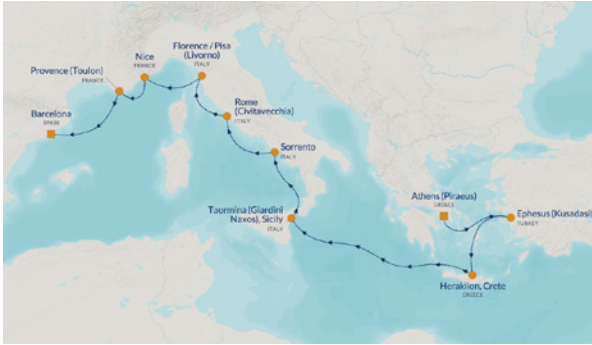 Florence / Pisa
(Livorno)
ITALY
Nice
FRANCE
Provence (Toulon)
FRANCE
Barcelona
SPAIN
Rome
(Civitavecchia)
ITALY
Sorrento
ITALY
Taormina (Giardini
Naxos), Sicily
ITALY
Athens (Piraeus)
GREECE
Ephesus (Kusadasi)
TURKEY
Heraklion, Crete
GREECE